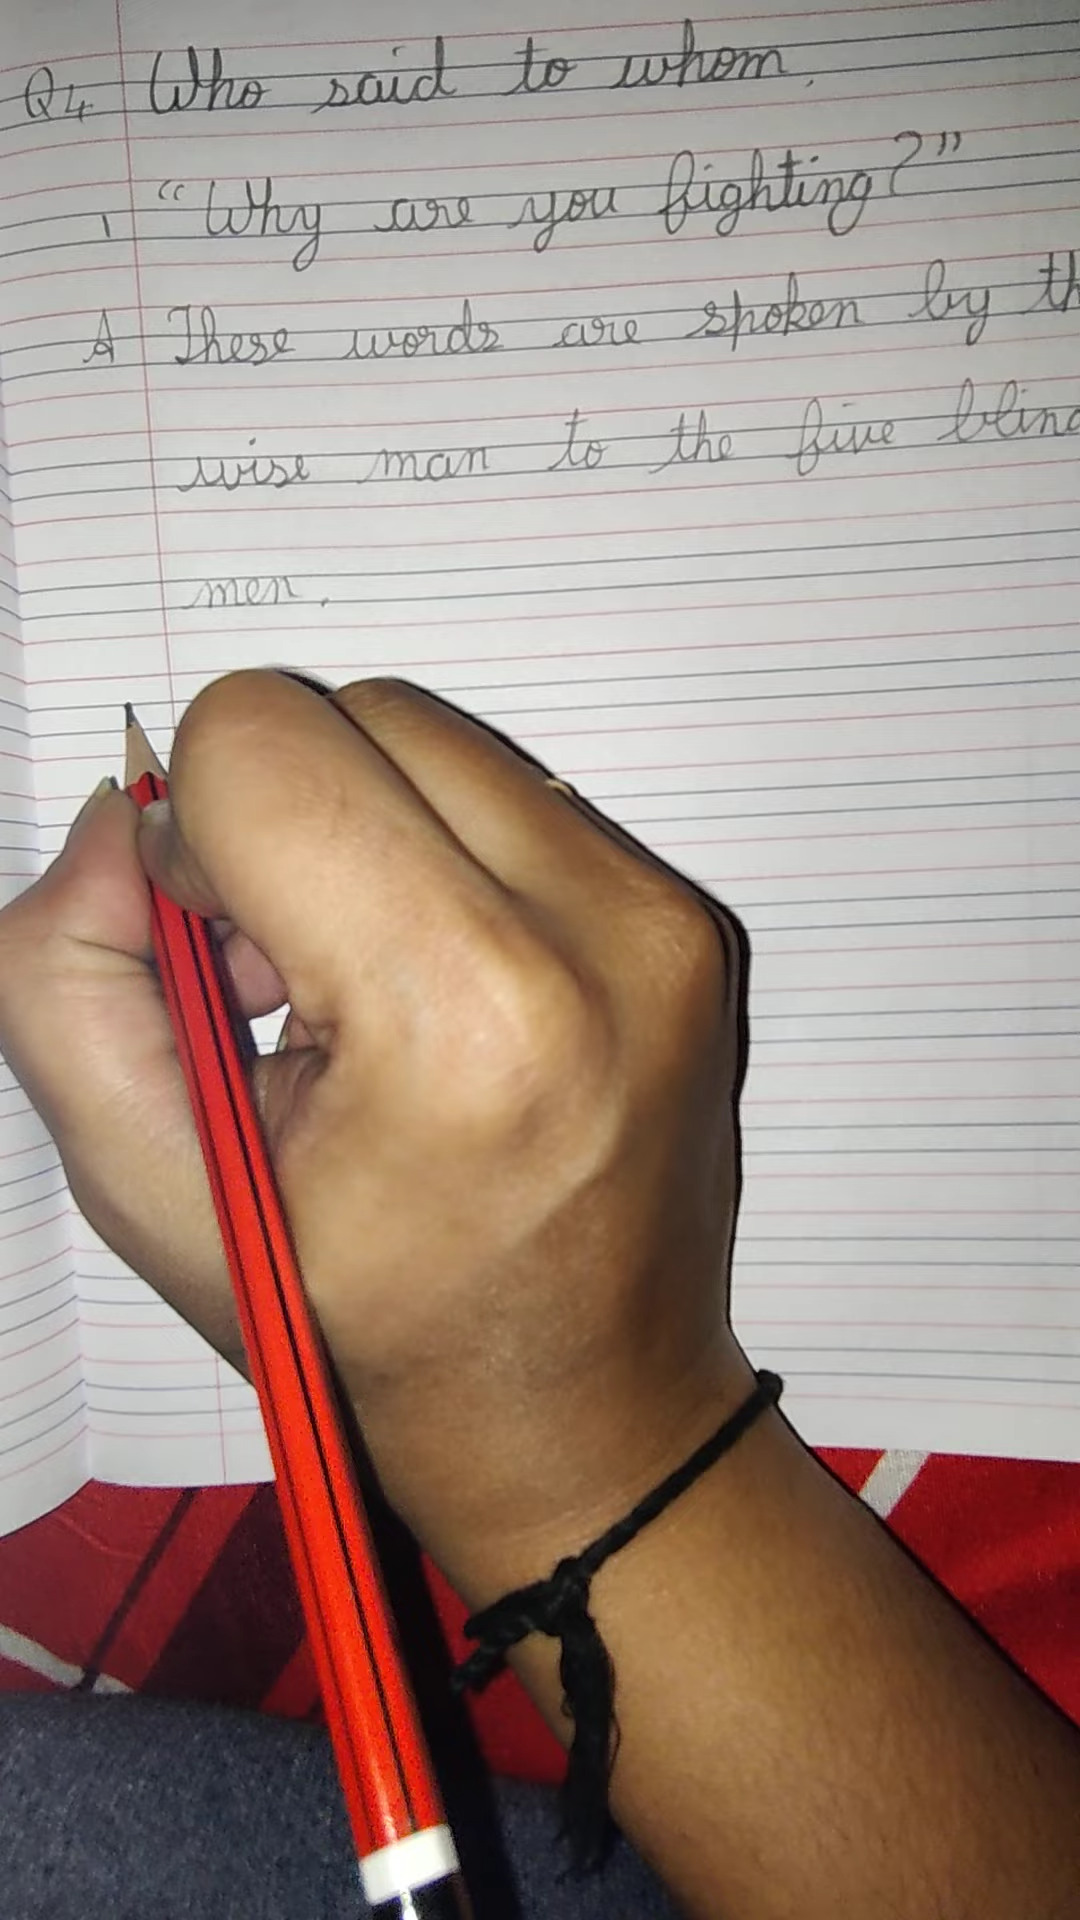 Q4 Who said to whom.
1 "Why are you fighting?"
A These words are spoken by th
wise man to the five blind
men.